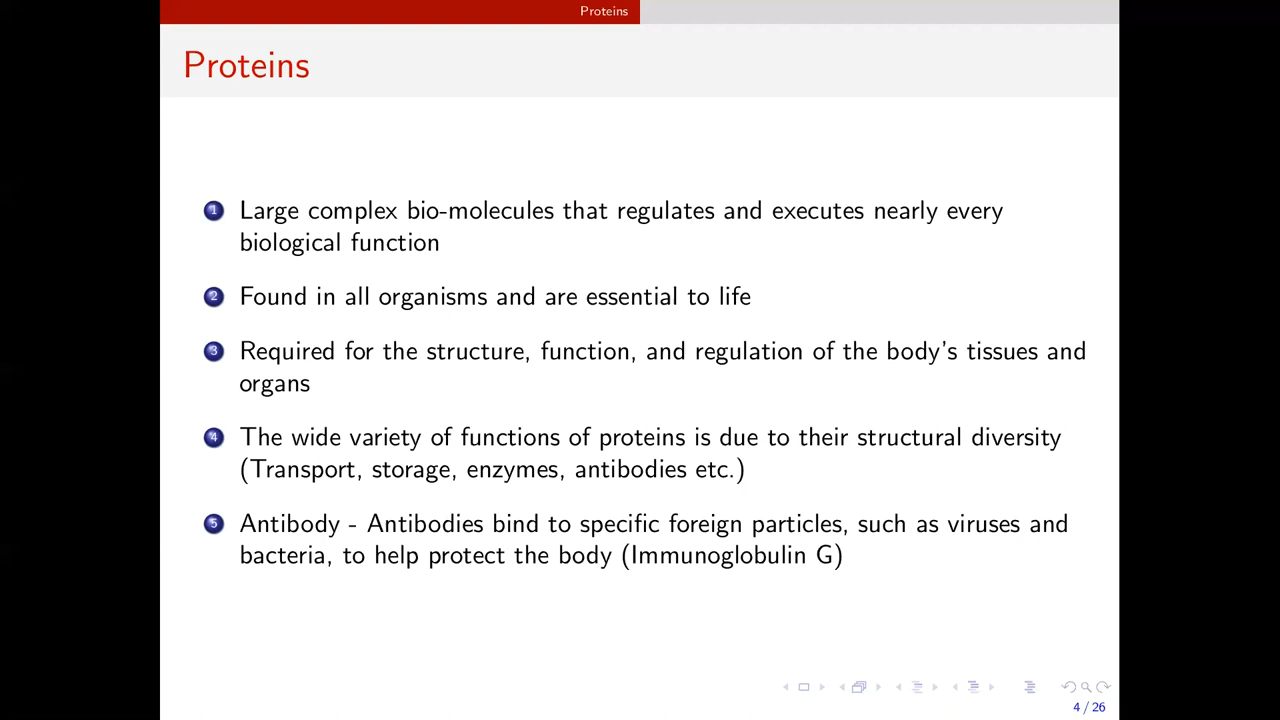 Proteins
Proteins
1 Large complex bio-molecules that regulates and executes nearly every
biological function
2 Found in all organisms and are essential to life
3 Required for the structure, function, and regulation of the body's tissues and
organs
4 The wide variety of functions of proteins is due to their structural diversity
(Transport, storage, enzymes, antibodies etc.)
5 Antibody - Antibodies bind to specific foreign particles, such as viruses and
bacteria, to help protect the body (Immunoglobulin G)
4 / 26